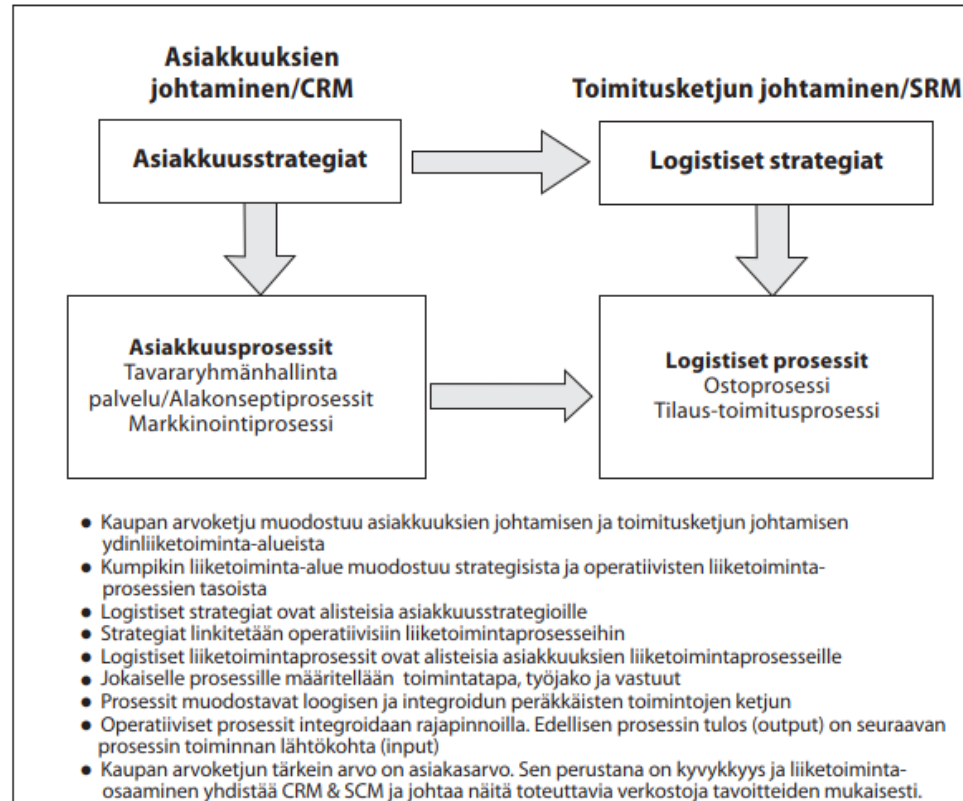 Asiakkuuksien
johtaminen/CRM
Toimitusketjun johtaminen/SRM
Asiakkuusstrategiat
Logistiset strategiat
Asiakkuusprosessit
Tavararyhmänhallinta
palvelu/Alakonseptiprosessit
Markkinointiprosessi
Logistiset prosessit
Ostoprosessi
Tilaus-toimitusprosessi
● Kaupan arvoketju muodostuu asiakkuuksien johtamisen ja toimitusketjun johtamisen
ydinliiketoiminta-alueista
● Kumpikin liiketoiminta-alue muodostuu strategisista ja operatiivisten liiketoiminta-
prosessien tasoista
● Logistiset strategiat ovat alisteisia asiakkuusstrategioille
● Strategiat linkitetään operatiivisiin liiketoimintaprosesseihin
● Logistiset liiketoimintaprosessit ovat alisteisia asiakkuuksien liiketoimintaprosesseille
● Jokaiselle prosessille määritellään toimintatapa, työjako ja vastuut
● Prosessit muodostavat loogisen ja integroidun peräkkäisten toimintojen ketjun
● Operatiiviset prosessit integroidaan rajapinnoilla. Edellisen prosessin tulos (output) on seuraavan
prosessin toiminnan lähtökohta (input)
● Kaupan arvoketjun tärkein arvo on asiakasarvo. Sen perustana on kyvykkyys ja liiketoiminta-
osaaminen yhdistää CRM & SCM ja johtaa näitä toteuttavia verkostoja tavoitteiden mukaisesti.